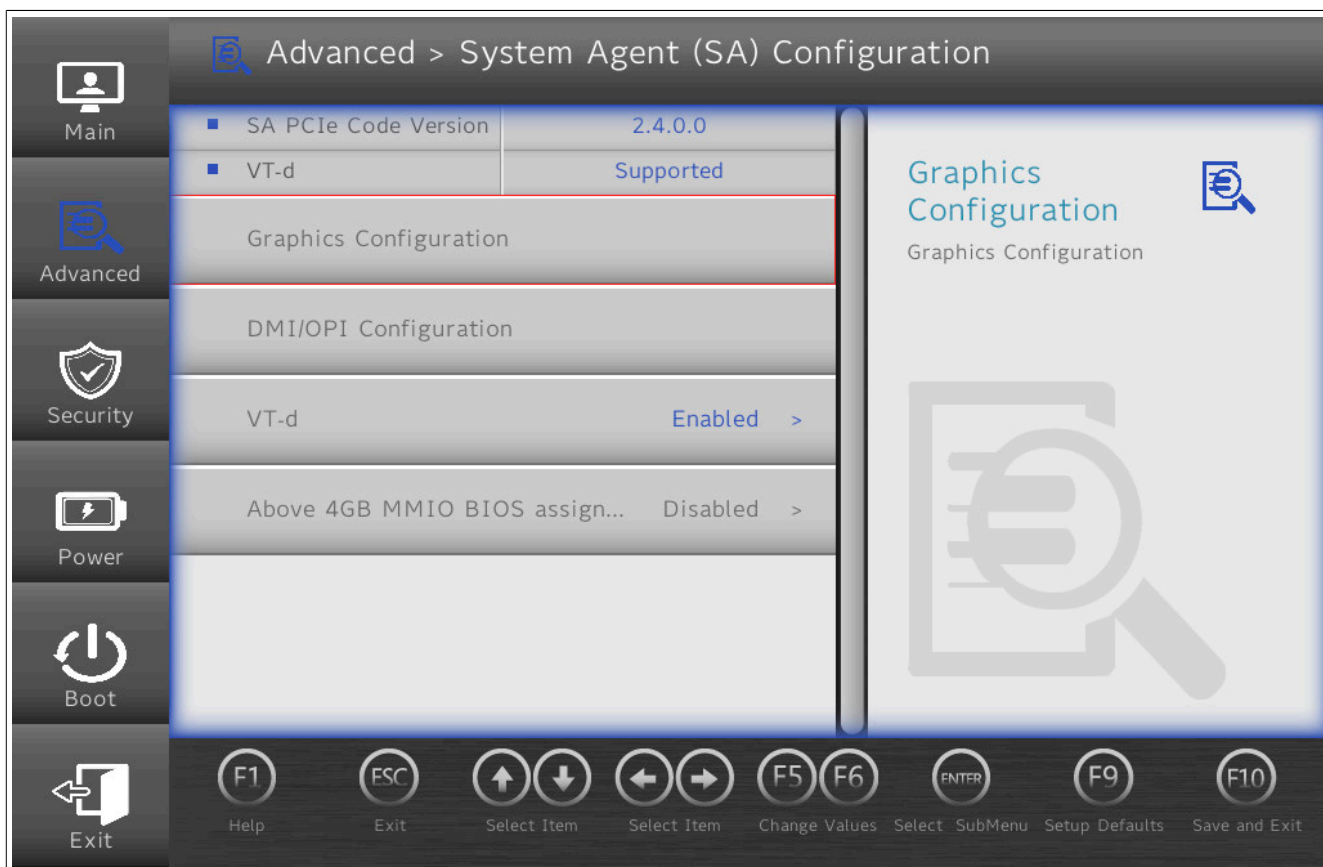 Advanced > System Agent (SA) Configuration
Main
Advanced
Security
Power
Boot
Exit
SA PCIe Code Version 2.4.0.0
VT-d Supported
Graphics Configuration
DMI/OPI Configuration
VT-d Enabled >
Above 4GB MMIO BIOS assign... Disabled >
Graphics
Configuration
Graphics Configuration
F1 ESC F5 F6 ENTER F9 F10
Help Exit Select Item Select Item Change Values Select SubMenu Setup Defaults Save and Exit